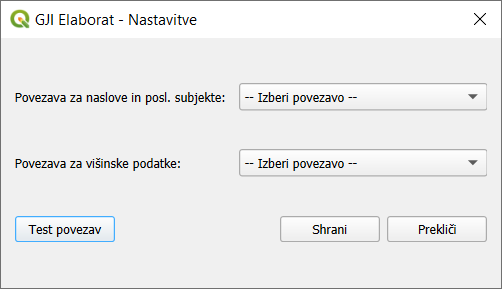 GJI Elaborat - Nastavitve
Povezava za naslove in posl. subjekte: -- Izberi povezavo --
Povezava za višinske podatke: -- Izberi povezavo --
Test povezav Shrani Prekliči